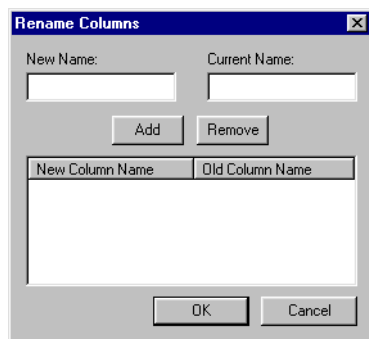 Rename Columns
New Name: Current Name:
Add Remove
New Column Name Old Column Name
OK Cancel